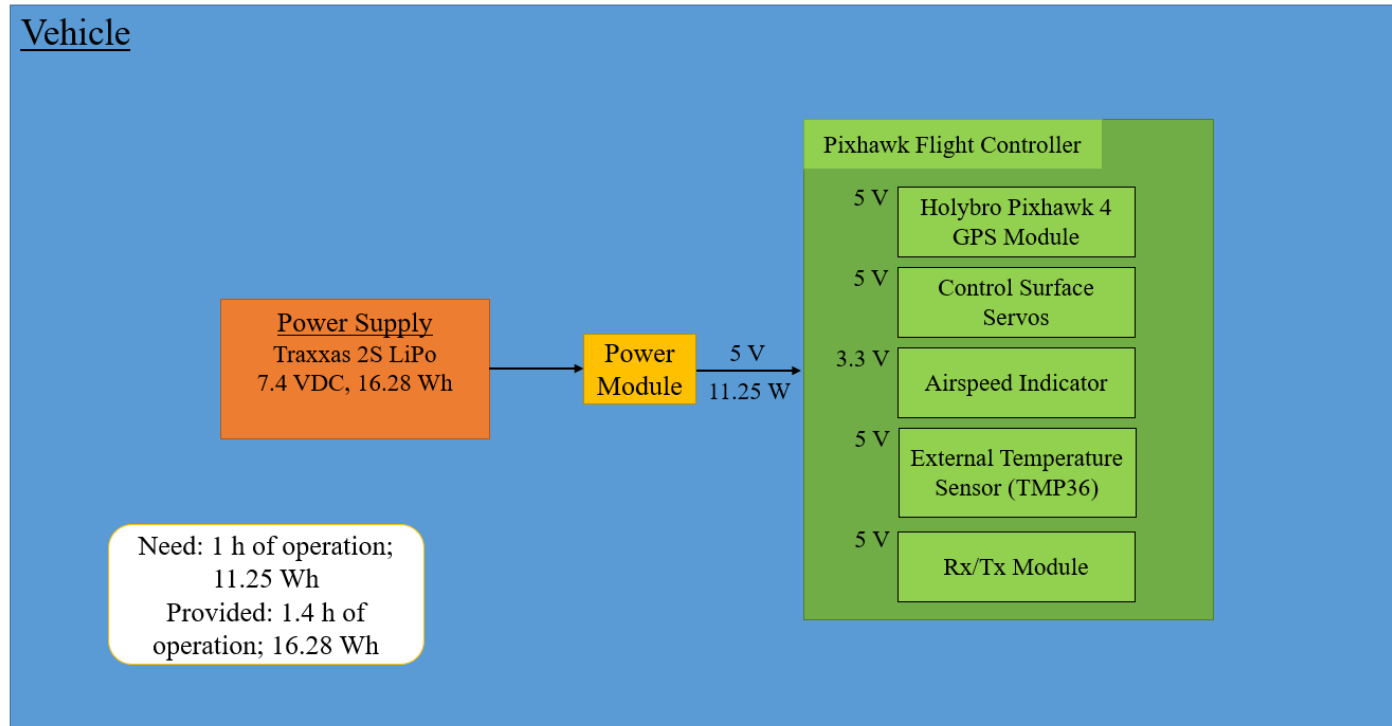 Vehicle
Pixhawk Flight Controller
5 V
Holybro Pixhawk 4
GPS Module
5 V
Control Surface
Servos
3.3 V
Airspeed Indicator
5 V
External Temperature
Sensor (TMP36)
5 V
Rx/Tx Module
Power Supply
Traxxas 2S LiPo
7.4 VDC, 16.28 Wh
Power
Module
5 V
11.25 W
Need: 1 h of operation;
11.25 Wh
Provided: 1.4 h of
operation; 16.28 Wh